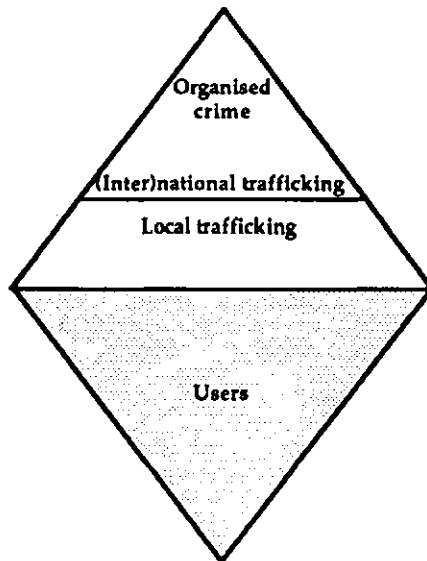 Organised
crime
(Inter)national trafficking
Local trafficking
Users